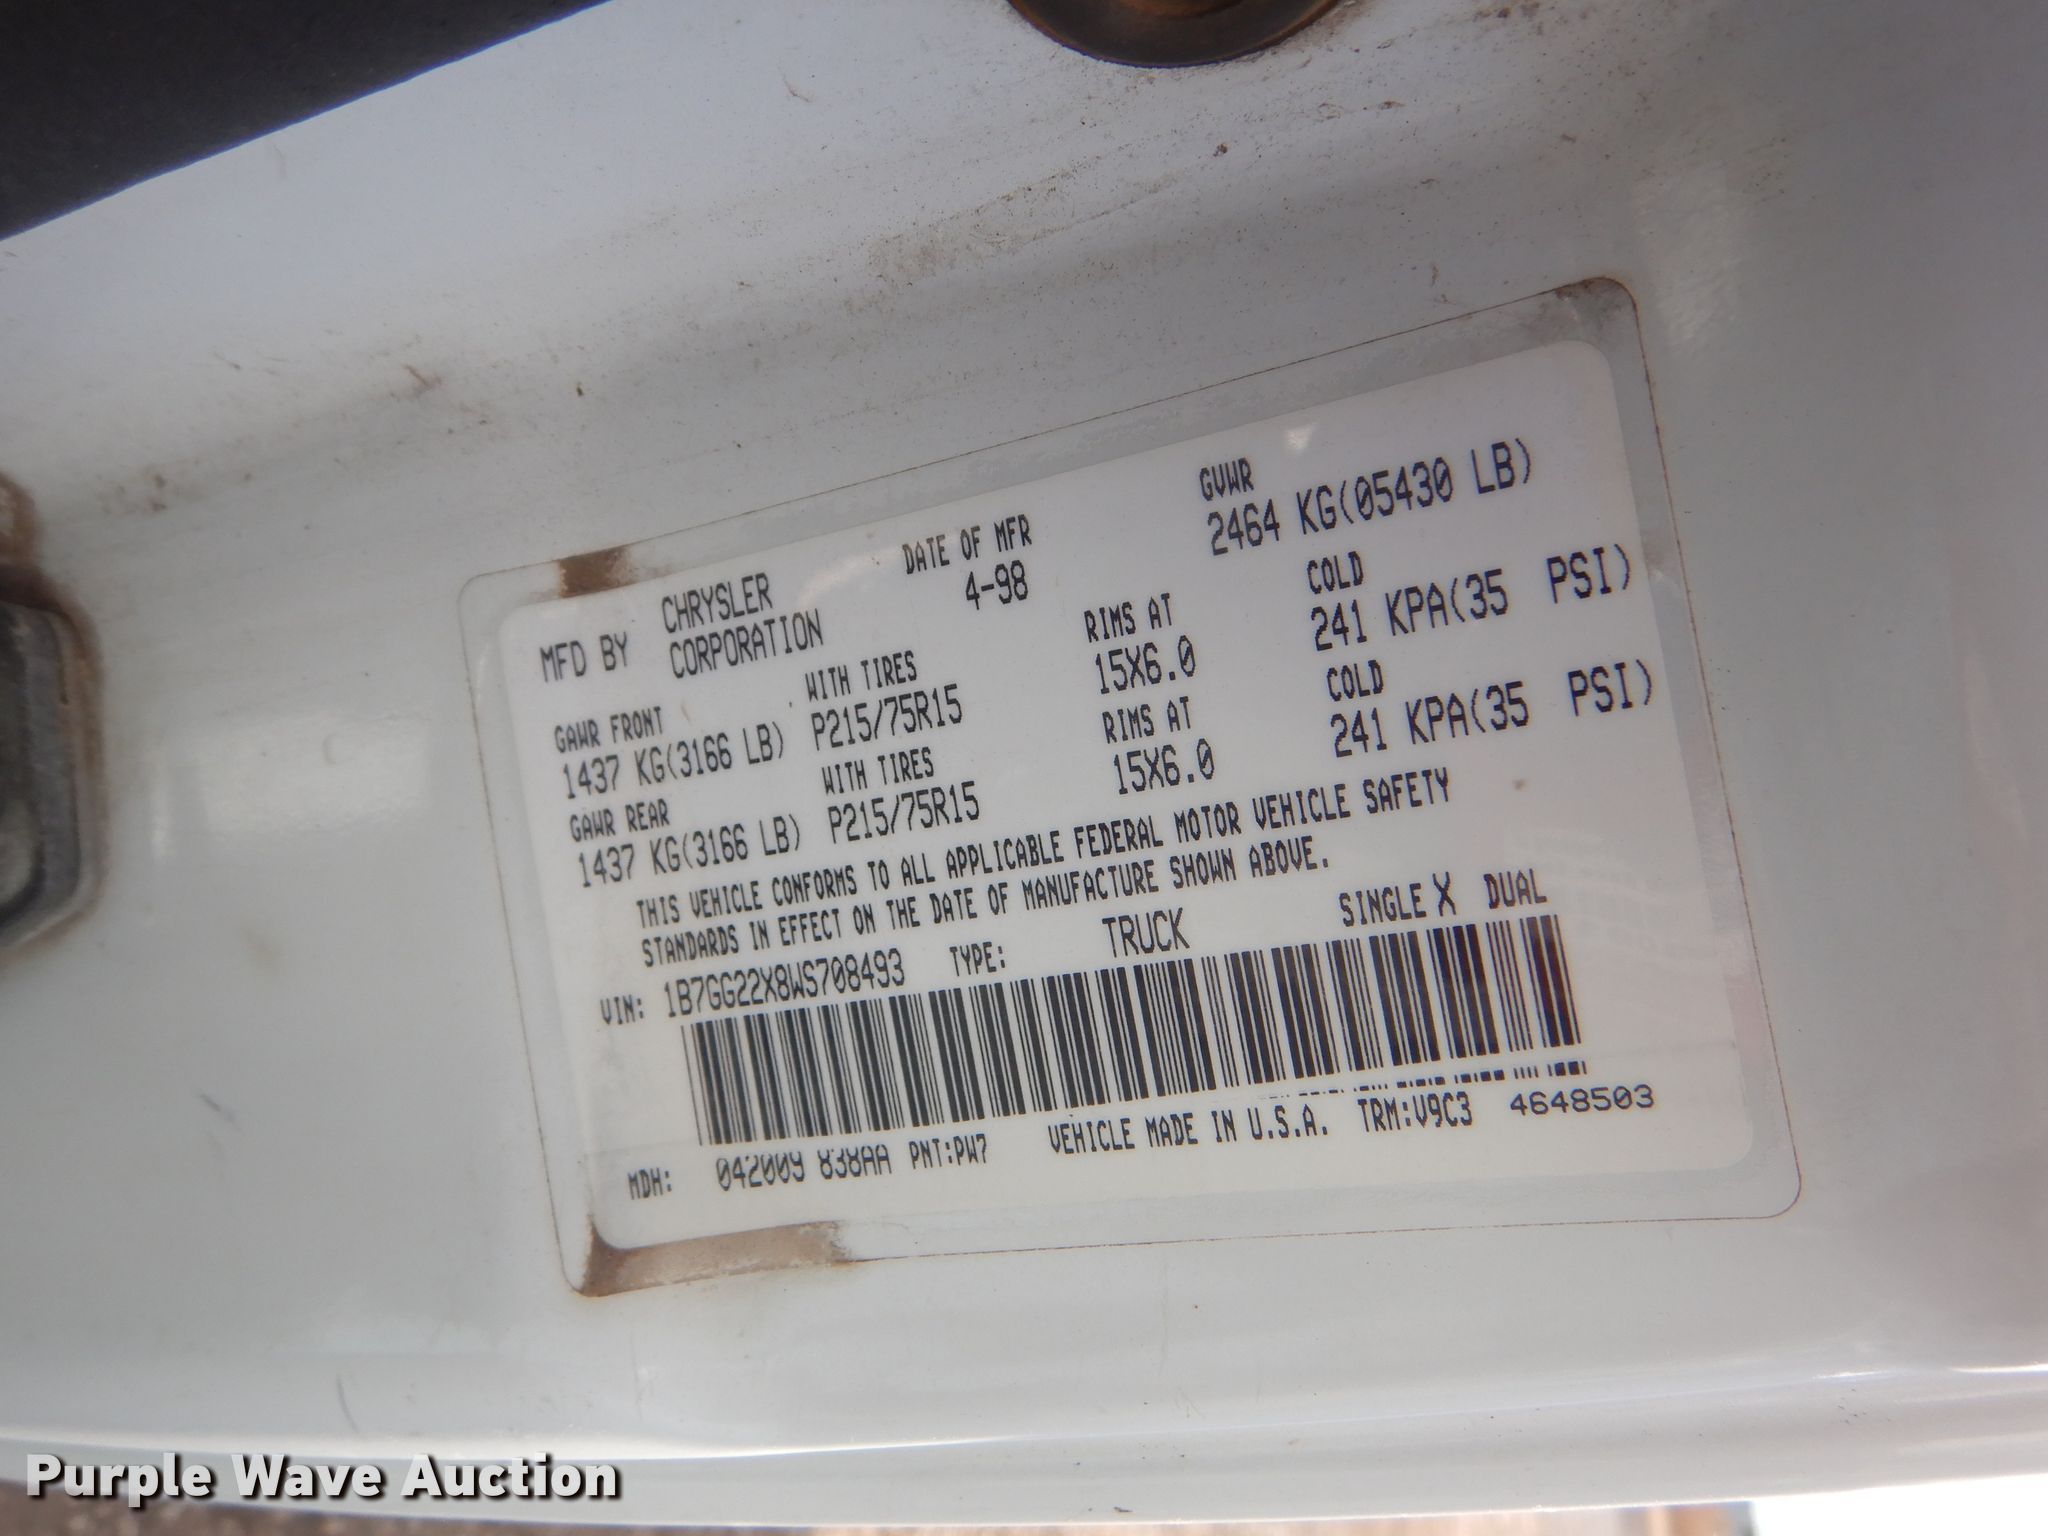 MFD BY CHRYSLER CORPORATION DATE OF MFR 4-98 GVWR 2464 KG(05430 LB)
GAWR FRONT WITH TIRES RIMS AT COLD
1437 KG(3166 LB) P215/75R15 15X6.0 241 KPA(35 PSI)
GAWR REAR WITH TIRES RIMS AT COLD
1437 KG(3166 LB) P215/75R15 15X6.0 241 KPA(35 PSI)
THIS VEHICLE CONFORMS TO ALL APPLICABLE FEDERAL MOTOR VEHICLE SAFETY
STANDARDS IN EFFECT ON THE DATE OF MANUFACTURE SHOWN ABOVE.
VIN: 1B7GG22X8WS708493 TYPE: TRUCK SINGLE X DUAL
MDH: 042009 838AA PNT:PW7 VEHICLE MADE IN U.S.A. TRM:V9C3 4648503
Purple Wave Auction